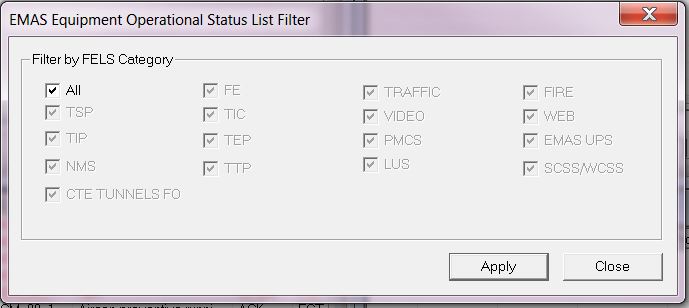 EMAS Equipment Operational Status List Filter
Filter by FELS Category
All FE TRAFFIC FIRE
TSP TIC VIDEO WEB
TIP TEP PMCS EMAS UPS
NMS TTP LUS SCSS/WCSS
CTE TUNNELS FO
Apply Close